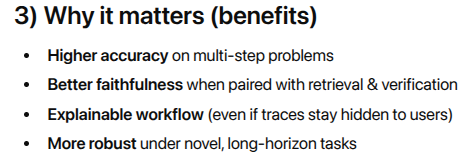 3) Why it matters (benefits)
• Higher accuracy on multi-step problems
• Better faithfulness when paired with retrieval & verification
• Explainable workflow (even if traces stay hidden to users)
• More robust under novel, long-horizon tasks